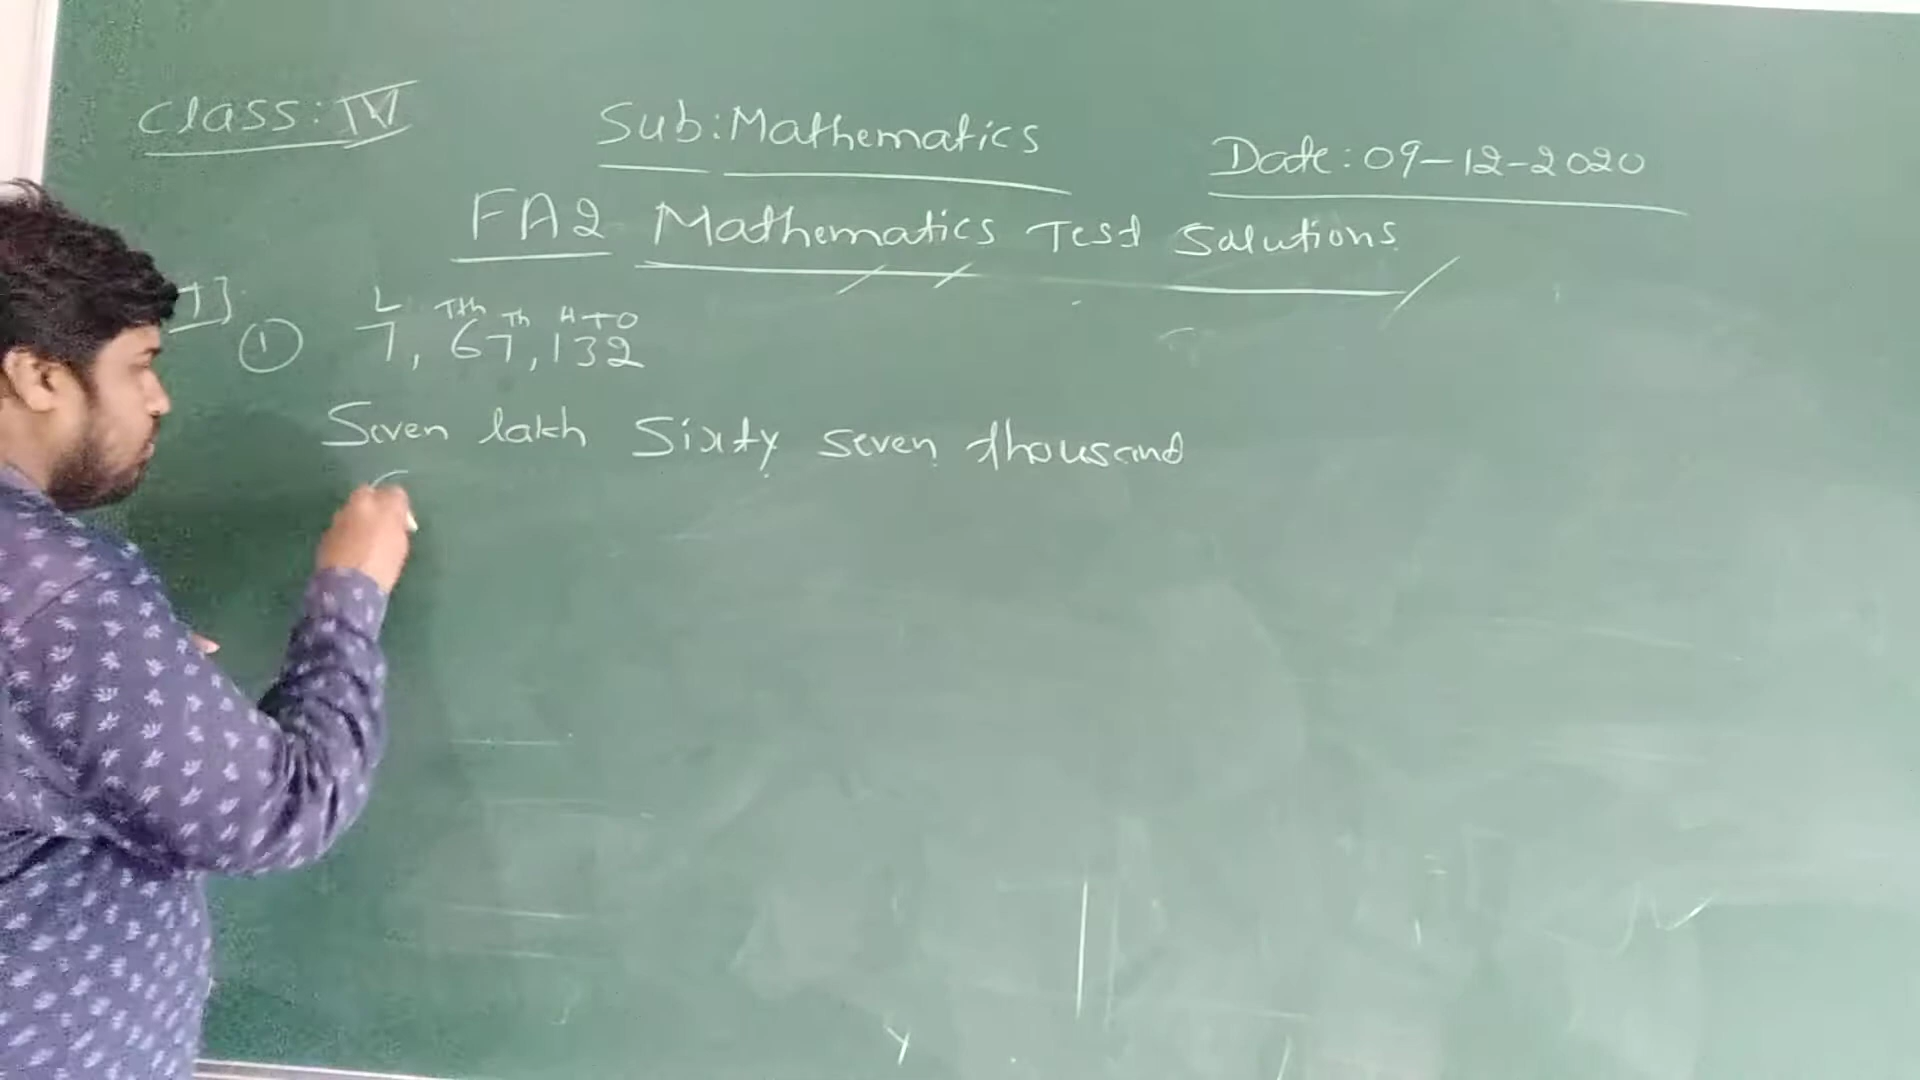 Class: IV
Sub: Mathematics
Date: 09-12-2020
FA2 Mathematics Test Solutions
I]
L Tth Th H T O
① 7, 67, 132
Seven lakh Sixty seven thousand